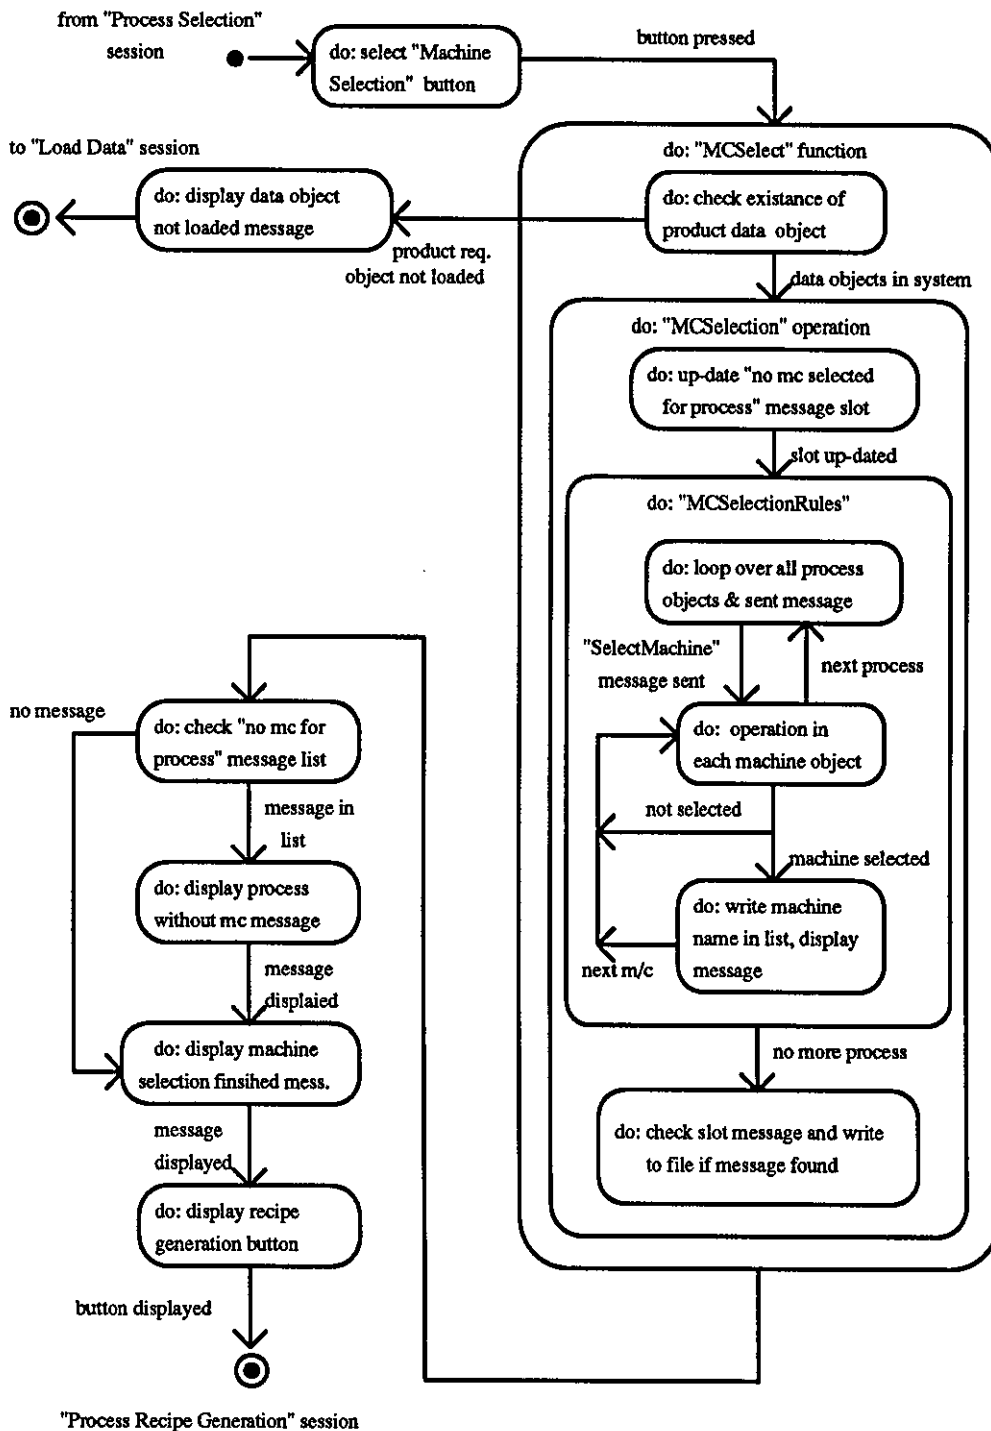 from "Process Selection"
session
do: select "Machine
Selection" button
button pressed
to "Load Data" session
do: display data object
not loaded message
product req.
object not loaded
do: "MCSelect" function
do: check existance of
product data object
data objects in system
do: "MCSelection" operation
do: up-date "no mc selected
for process" message slot
slot up-dated
do: "MCSelectionRules"
do: loop over all process
objects & sent message
"SelectMachine"
message sent
next process
do: operation in
each machine object
not selected
machine selected
do: write machine
name in list, display
message
next m/c
no more process
do: check slot message and write
to file if message found
no message
do: check "no mc for
process" message list
message in
list
do: display process
without mc message
message
displaied
do: display machine
selection finsihed mess.
message
displayed
do: display recipe
generation button
button displayed
"Process Recipe Generation" session